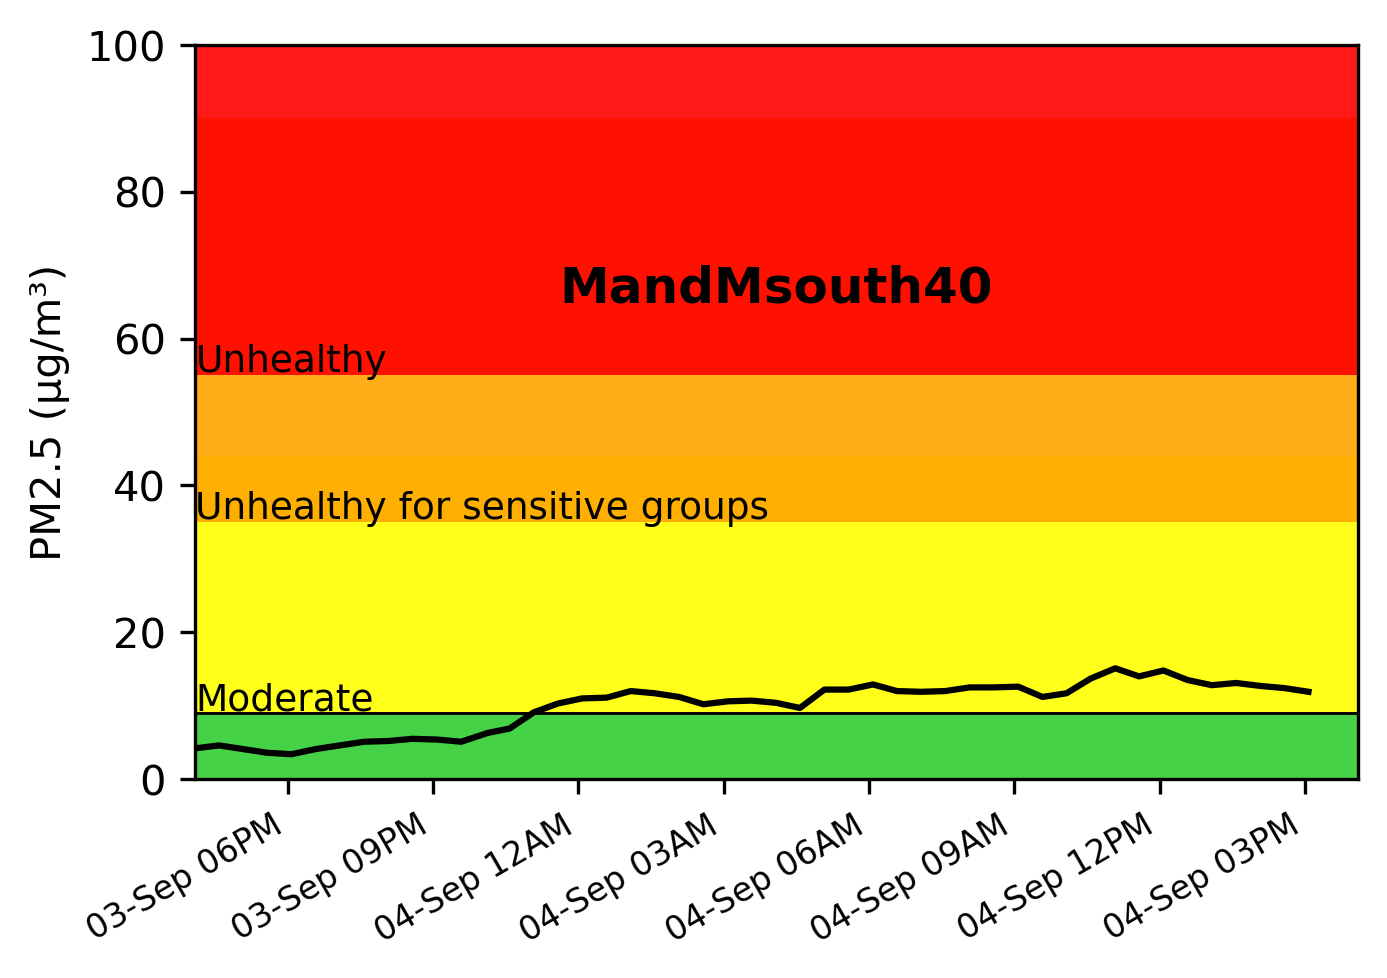 100
80
60
40
20
0
PM2.5 (µg/m³)
MandMsouth40
Unhealthy
Unhealthy for sensitive groups
Moderate
03-Sep 06PM
03-Sep 09PM
04-Sep 12AM
04-Sep 03AM
04-Sep 06AM
04-Sep 09AM
04-Sep 12PM
04-Sep 03PM